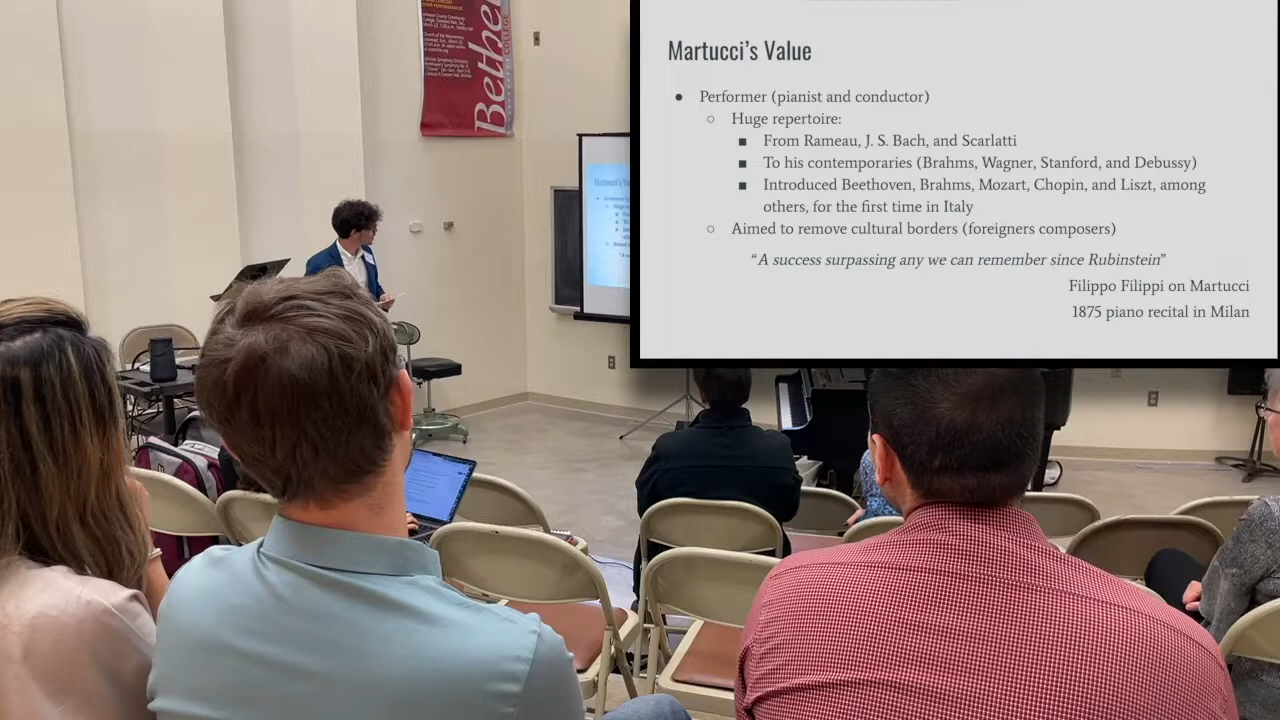 Bethel
COLLEGE
Martucci's Value
● Performer (pianist and conductor)
○ Huge repertoire:
■ From Rameau, J. S. Bach, and Scarlatti
■ To his contemporaries (Brahms, Wagner, Stanford, and Debussy)
■ Introduced Beethoven, Brahms, Mozart, Chopin, and Liszt, among
others, for the first time in Italy
○ Aimed to remove cultural borders (foreigners composers)
“A success surpassing any we can remember since Rubinstein”
Filippo Filippi on Martucci
1875 piano recital in Milan